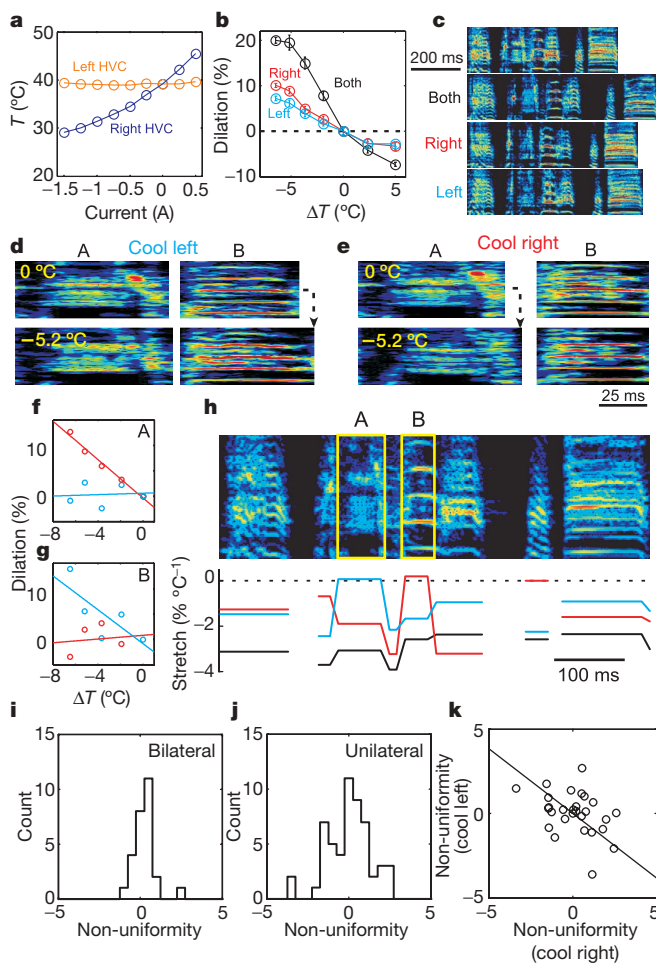 a
T (°C)
50
40
30
20
Left HVC
Right HVC
−1.5 −1 −0.5 0 0.5
Current (A)
b
Dilation (%)
20
10
0
−10
Right
Left
Both
−5 0 5
ΔT (°C)
c
200 ms
Both
Right
Left
d
Cool left
A B
0 °C
−5.2 °C
e
Cool right
A B
0 °C
−5.2 °C
25 ms
f
A
10
0
−8 −4 0
Dilation (%)
g
B
10
0
−8 −4 0
ΔT (°C)
h
A B
Stretch (% °C−1)
0
−2
−4
100 ms
i
Bilateral
Count
15
10
5
0
−5 0 5
Non-uniformity
j
Unilateral
Count
15
10
5
0
−5 0 5
Non-uniformity
k
Non-uniformity
(cool left)
5
0
−5
−5 0 5
Non-uniformity
(cool right)